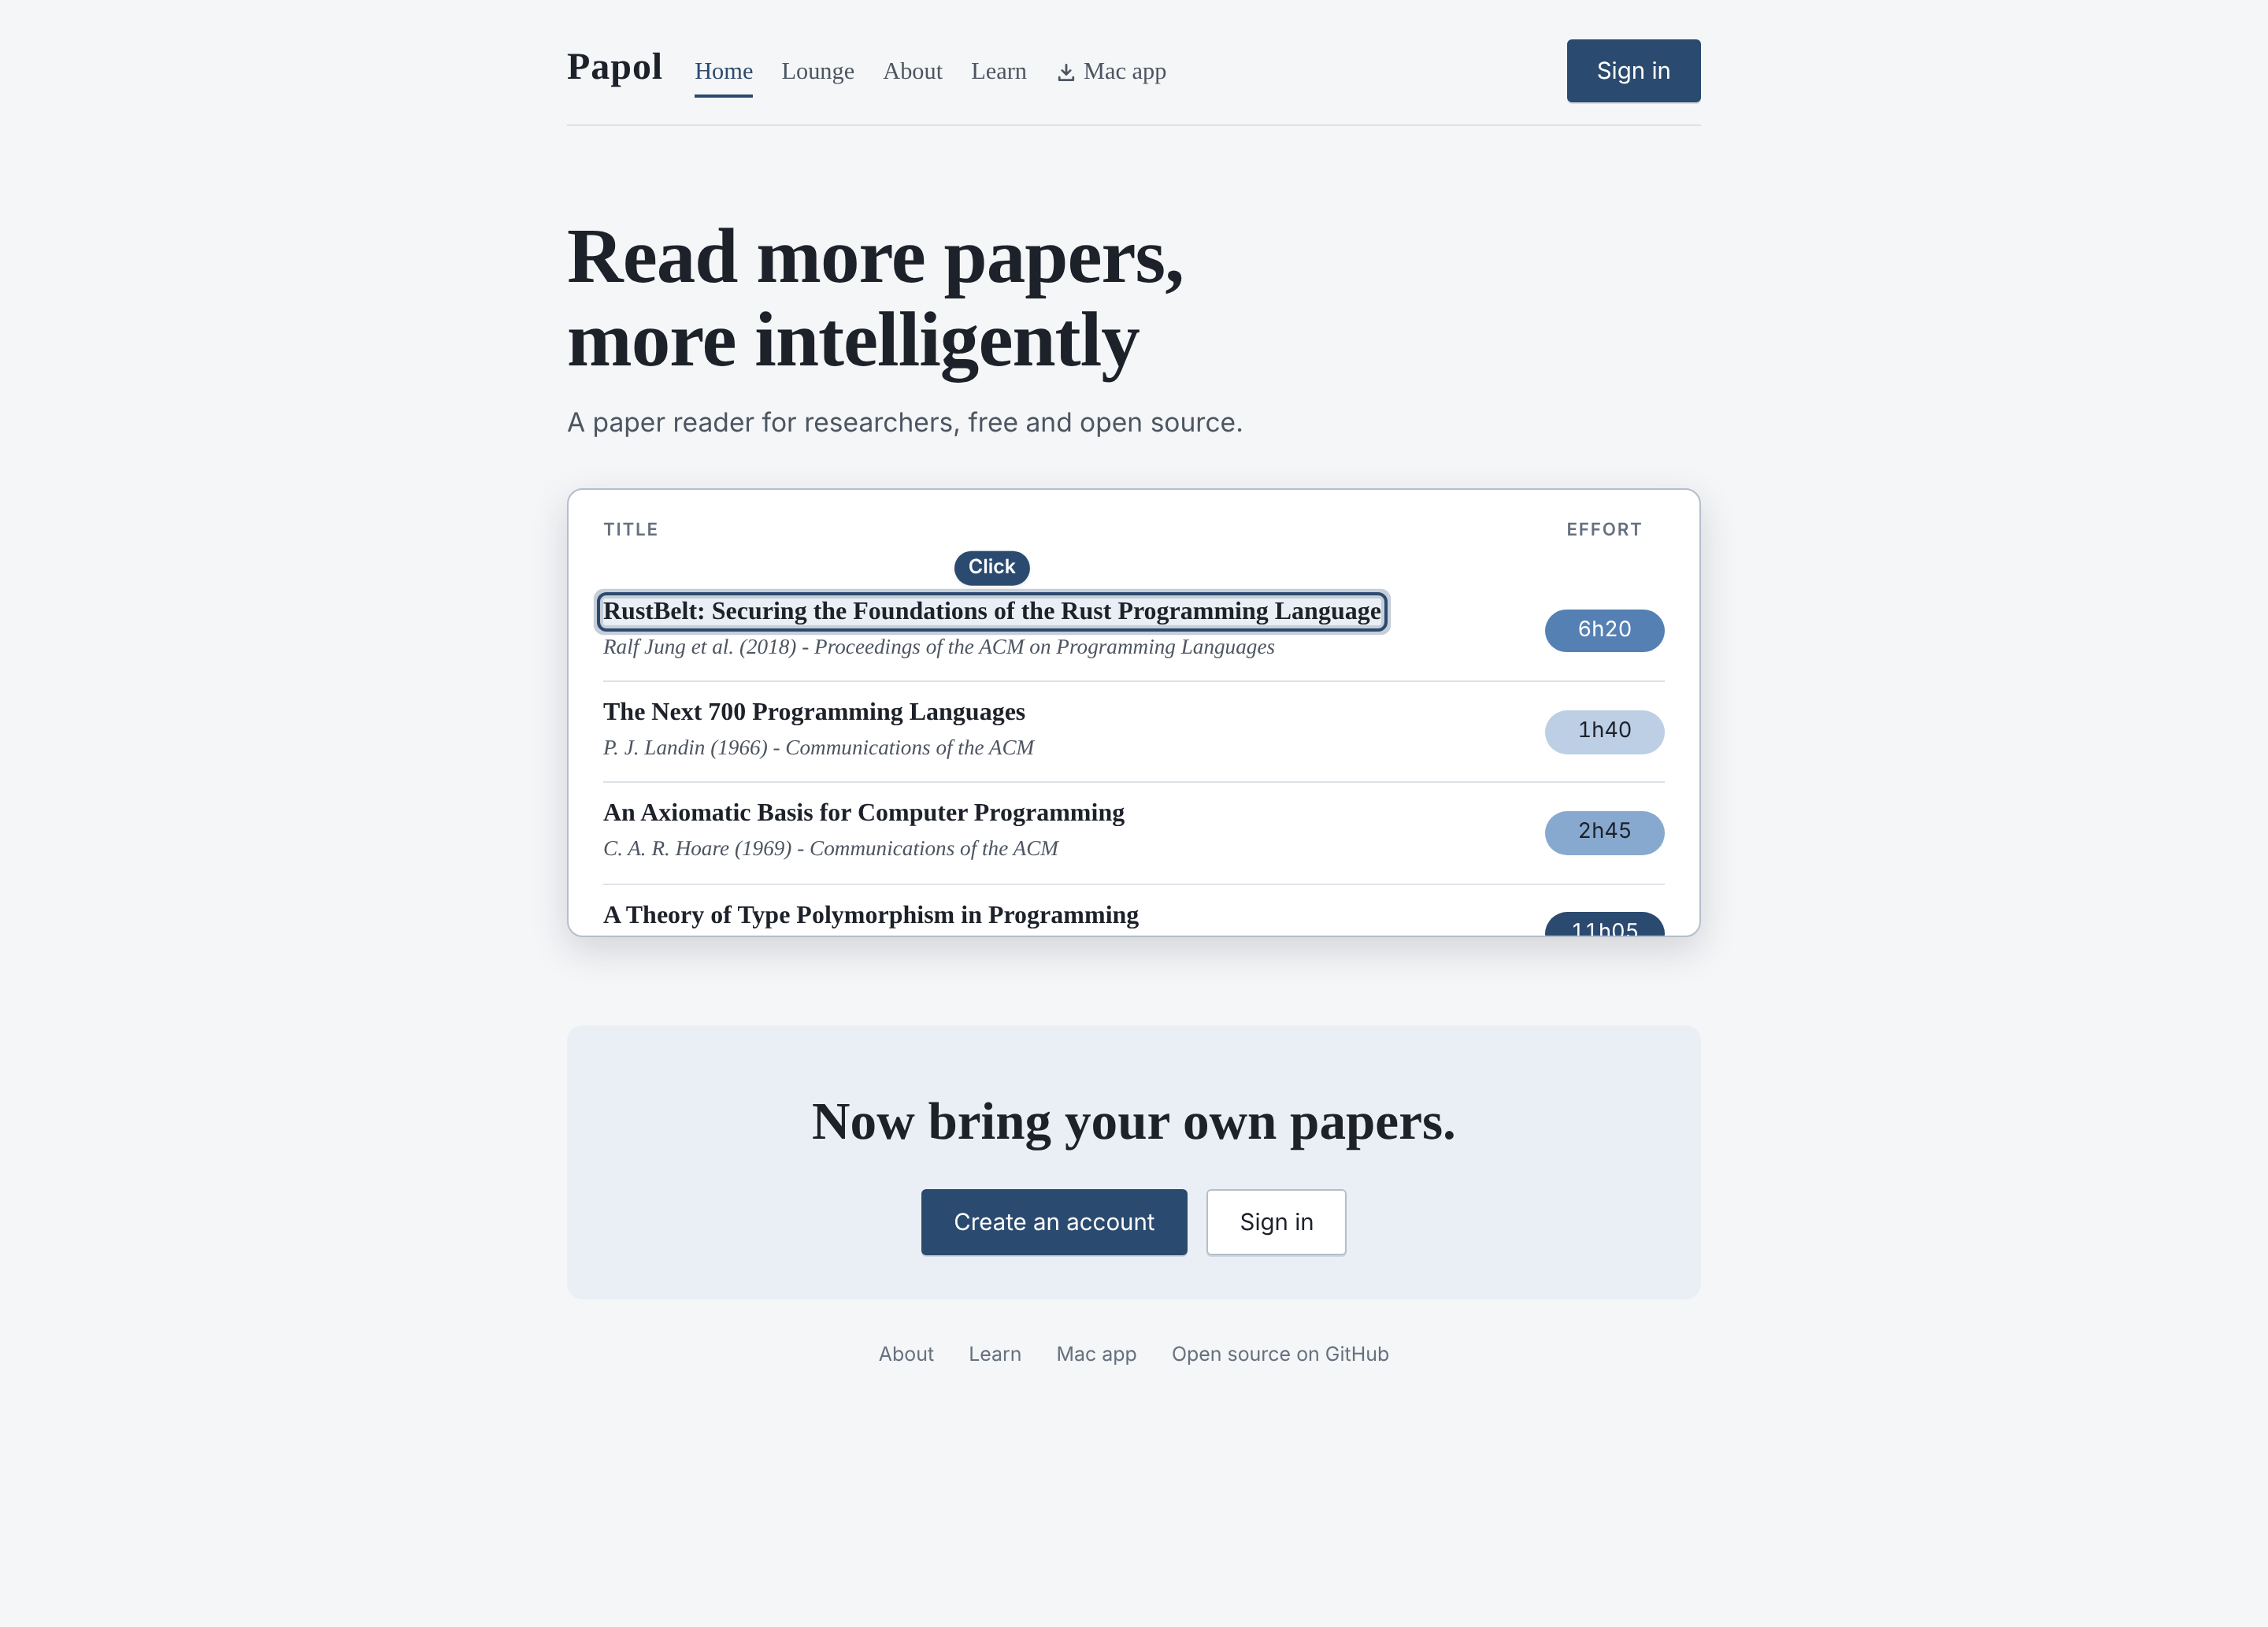 Papol Home Lounge About Learn Mac app Sign in
Read more papers,
more intelligently
A paper reader for researchers, free and open source.
TITLE EFFORT
Click
RustBelt: Securing the Foundations of the Rust Programming Language
6h20
Ralf Jung et al. (2018) - Proceedings of the ACM on Programming Languages
The Next 700 Programming Languages
1h40
P. J. Landin (1966) - Communications of the ACM
An Axiomatic Basis for Computer Programming
2h45
C. A. R. Hoare (1969) - Communications of the ACM
A Theory of Type Polymorphism in Programming
11h05
Now bring your own papers.
Create an account Sign in
About Learn Mac app Open source on GitHub